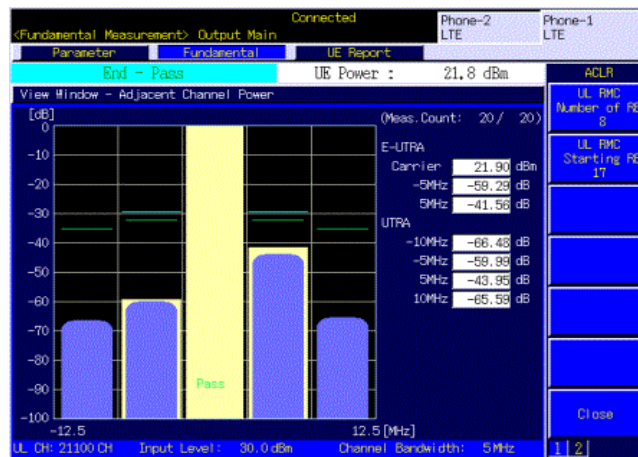 Connected
<Fundamental Measurement> Output Main
Phone-2
LTE
Phone-1
LTE
Parameter
Fundamental
UE Report
End - Pass
UE Power :
21.8 dBm
ACLR
View Window - Adjacent Channel Power
UL RMC
Number of RB
8
[dB]
(Meas.Count: 20/ 20)
0
-10
-20
-30
-40
-50
-60
-70
-80
-90
-100
E-UTRA
Carrier 21.90 dBm
-5MHz -59.29 dB
5MHz -41.56 dB
UTRA
-10MHz -66.48 dB
-5MHz -59.99 dB
5MHz -43.95 dB
10MHz -65.59 dB
UL RMC
Starting RB
17
Pass
-12.5
12.5 [MHz]
Close
UL CH: 21100 CH
Input Level: 30.0 dBm
Channel Bandwidth: 5 MHz
1 2